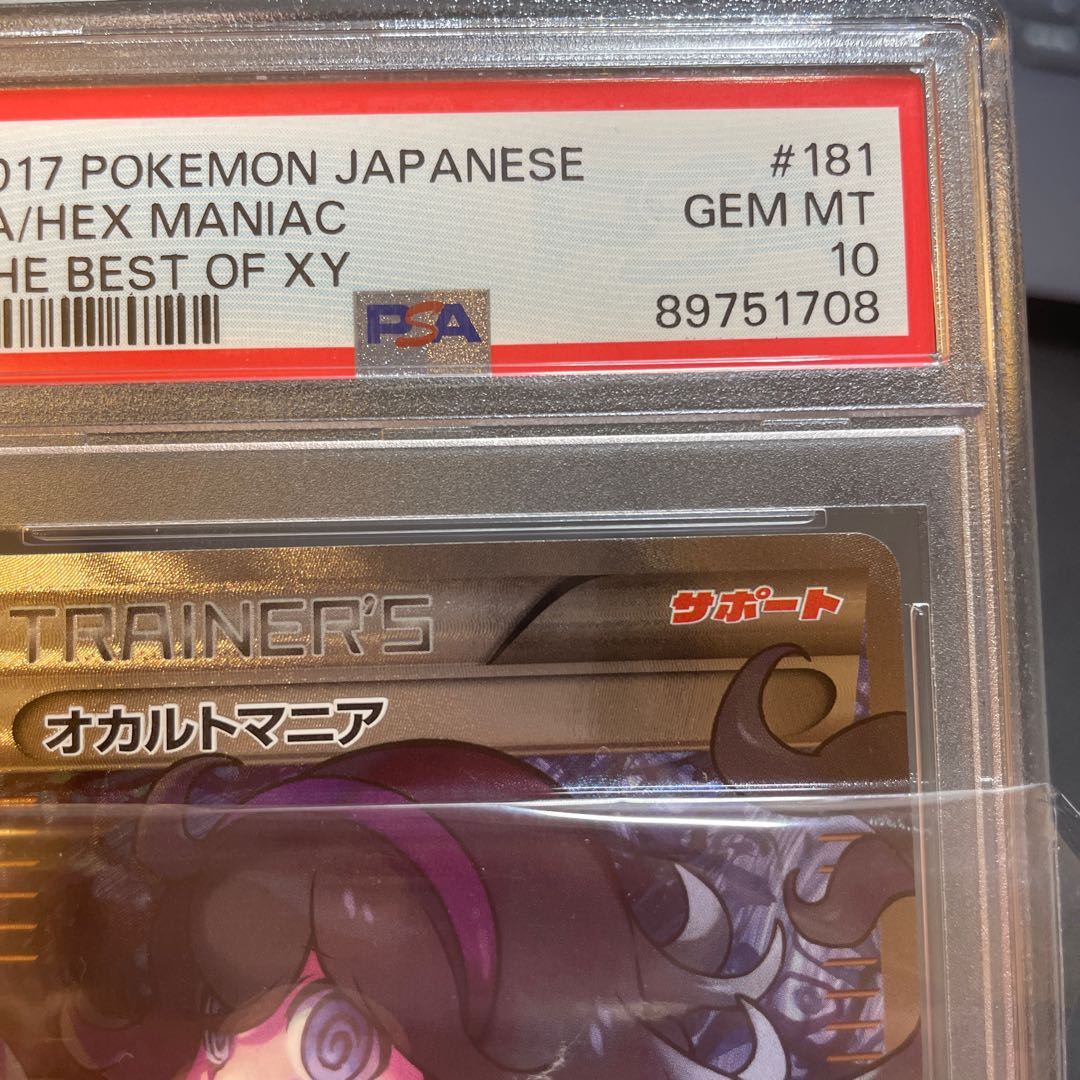 017 POKEMON JAPANESE #181
A/HEX MANIAC GEM MT
HE BEST OF XY 10
PSA 89751708
TRAINER'S サポート
オカルトマニア